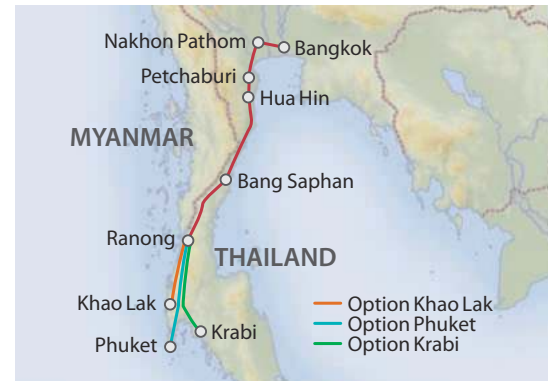 Nakhon Pathom
Bangkok
Petchaburi
Hua Hin
MYANMAR
Bang Saphan
Ranong
THAILAND
Khao Lak
Krabi
Phuket
Option Khao Lak
Option Phuket
Option Krabi